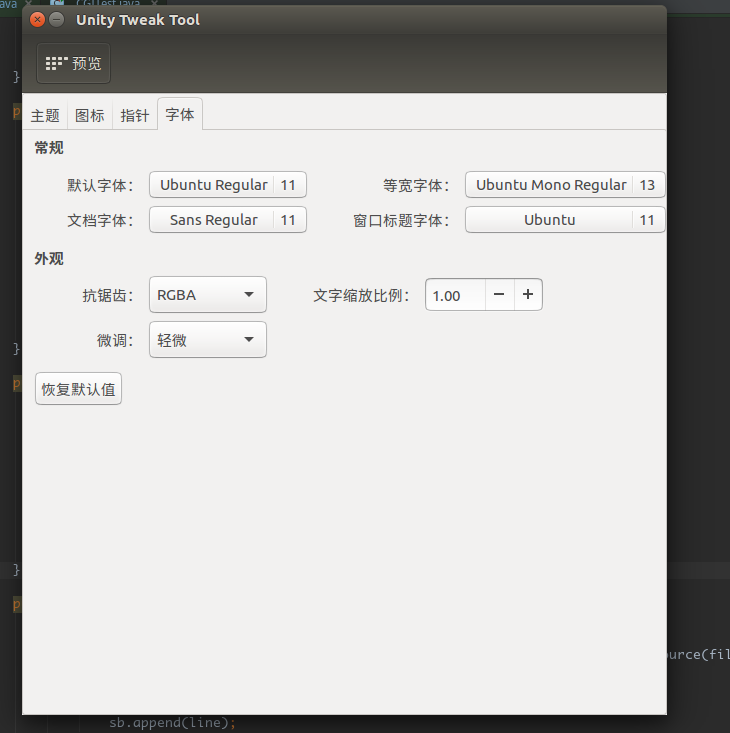 ava CGITest.java
Unity Tweak Tool
预览
主题 图标 指针 字体
常规
默认字体： Ubuntu Regular 11 等宽字体： Ubuntu Mono Regular 13
文档字体： Sans Regular 11 窗口标题字体： Ubuntu 11
外观
抗锯齿： RGBA 文字缩放比例： 1.00 − +
微调： 轻微
恢复默认值
}
p
}
p
}
p
ource(fil
sb.append(line);